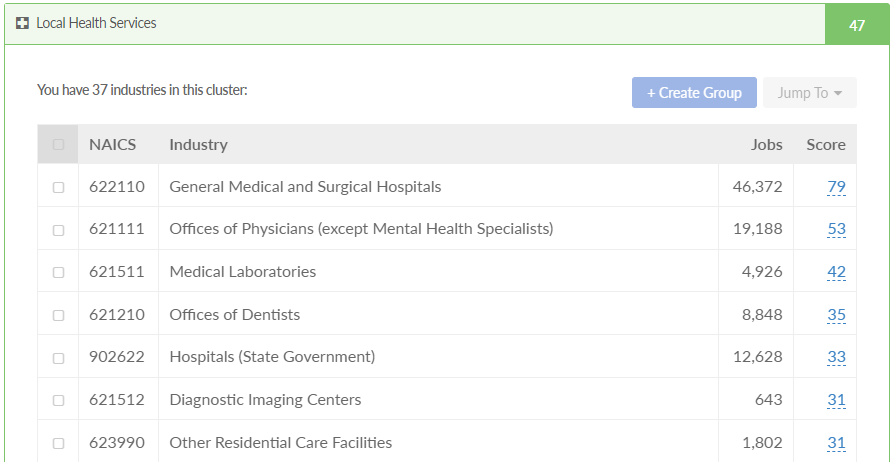 Local Health Services 47
You have 37 industries in this cluster: + Create Group Jump To
NAICS Industry Jobs Score
622110 General Medical and Surgical Hospitals 46,372 79
621111 Offices of Physicians (except Mental Health Specialists) 19,188 53
621511 Medical Laboratories 4,926 42
621210 Offices of Dentists 8,848 35
902622 Hospitals (State Government) 12,628 33
621512 Diagnostic Imaging Centers 643 31
623990 Other Residential Care Facilities 1,802 31